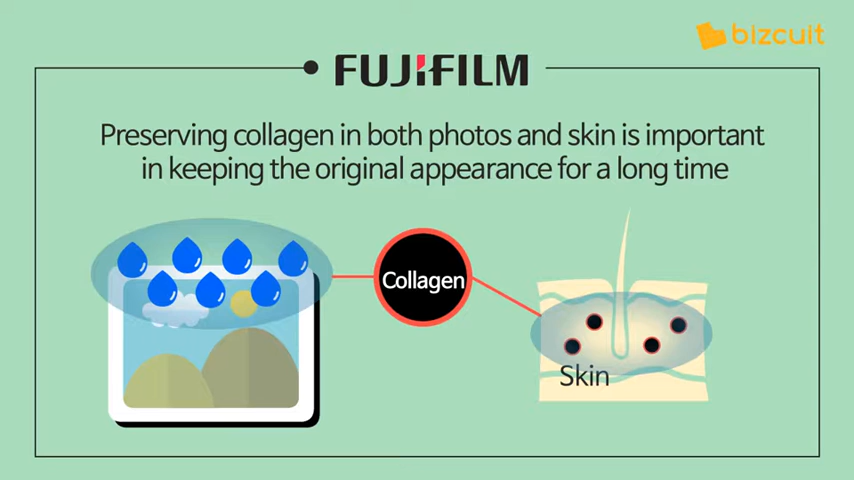 bizcuit
FUJIFILM
Preserving collagen in both photos and skin is important
in keeping the original appearance for a long time
Collagen
Skin